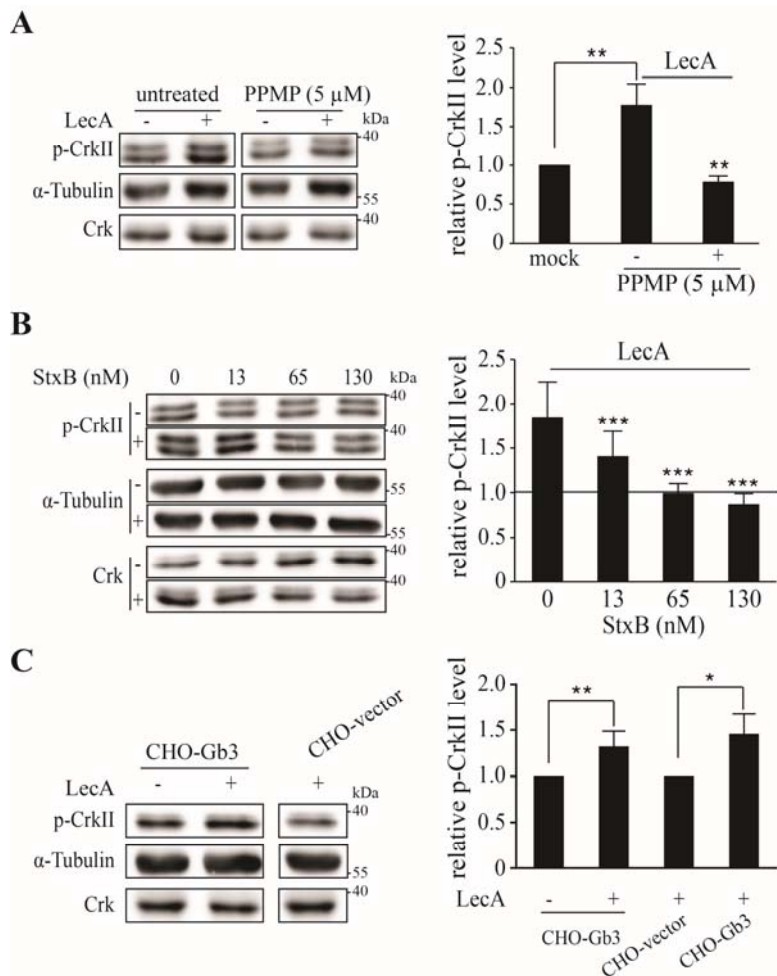 A
untreated PPMP (5 µM)
LecA - + - + kDa
p-CrkII 40
α-Tubulin 55
Crk 40
relative p-CrkII level
2.5
2.0
1.5
1.0
0.5
0
**
LecA
**
mock - +
PPMP (5 µM)
B
StxB (nM) 0 13 65 130 kDa
p-CrkII - 40
+ 40
α-Tubulin - 55
+ 55
Crk - 40
+ 40
relative p-CrkII level
2.5
2.0
1.5
1.0
0.5
0
LecA
***
***
***
0 13 65 130
StxB (nM)
C
CHO-Gb3 CHO-vector
LecA - + + kDa
p-CrkII 40
α-Tubulin 55
Crk 40
relative p-CrkII level
2.0
1.5
1.0
0.5
0
** *
LecA - + + +
CHO-Gb3 CHO-vector CHO-Gb3